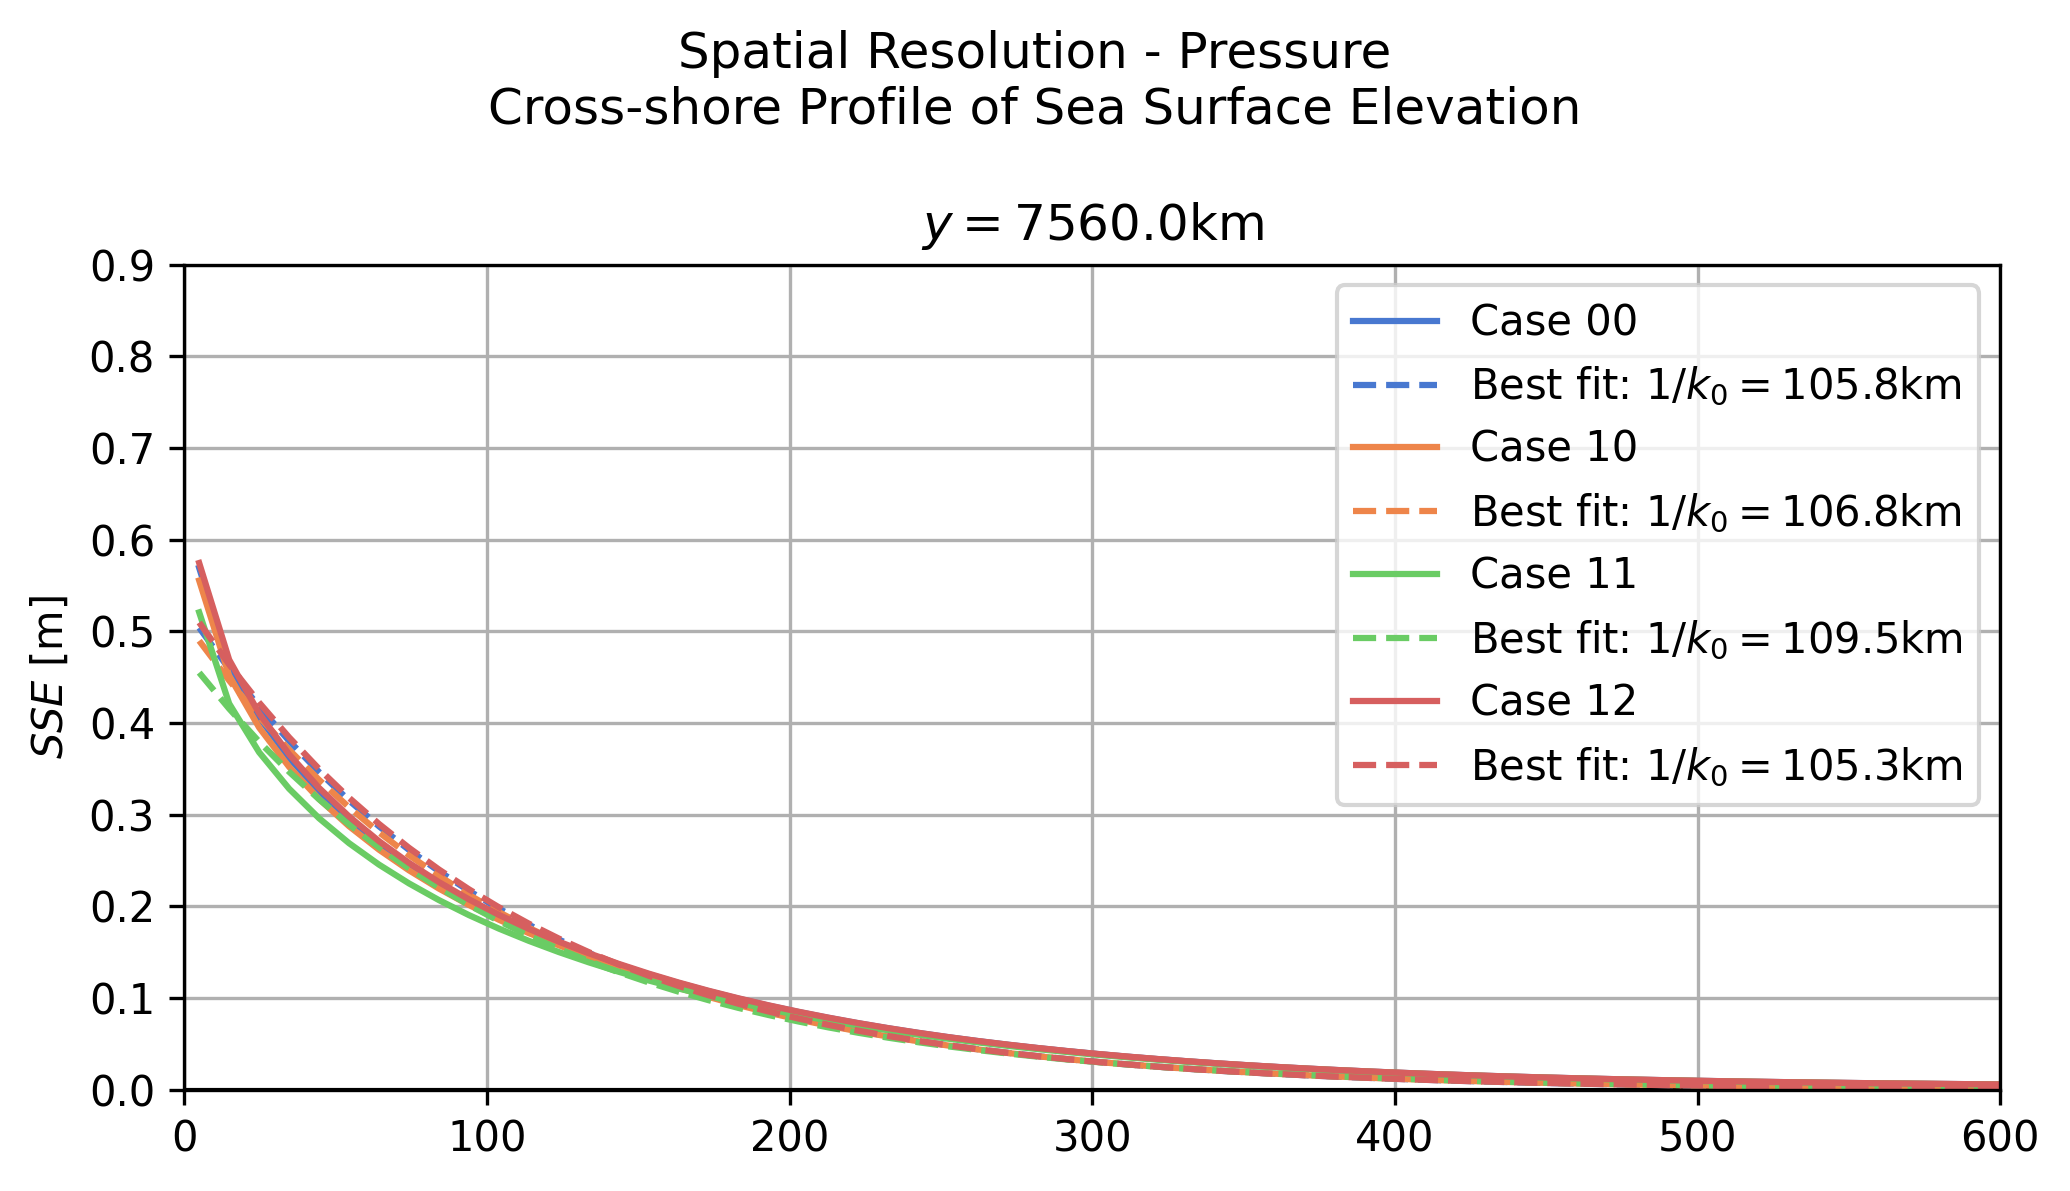 Spatial Resolution - Pressure
Cross-shore Profile of Sea Surface Elevation
y = 7560.0km
0.9
0.8
0.7
0.6
0.5
0.4
0.3
0.2
0.1
0.0
SSE [m]
Case 00
Best fit: 1/k₀ = 105.8km
Case 10
Best fit: 1/k₀ = 106.8km
Case 11
Best fit: 1/k₀ = 109.5km
Case 12
Best fit: 1/k₀ = 105.3km
0 100 200 300 400 500 600